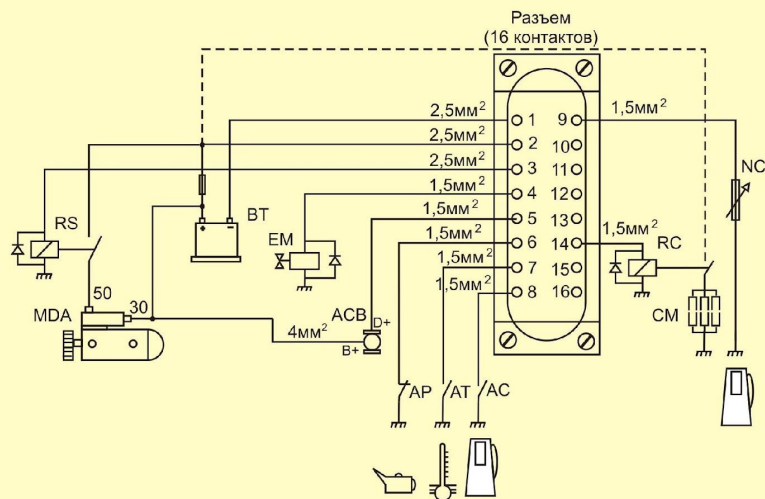 Разъем
(16 контактов)
2,5мм²
1
9
1,5мм²
2,5мм²
2
10
2,5мм²
3
11
NC
1,5мм²
4
12
RS
BT
+
-
EM
1,5мм²
5
13
1,5мм²
6
14
1,5мм²
RC
1,5мм²
7
15
1,5мм²
8
16
50
30
MDA
ACB
D+
4мм²
B+
CM
AP
AT
AC